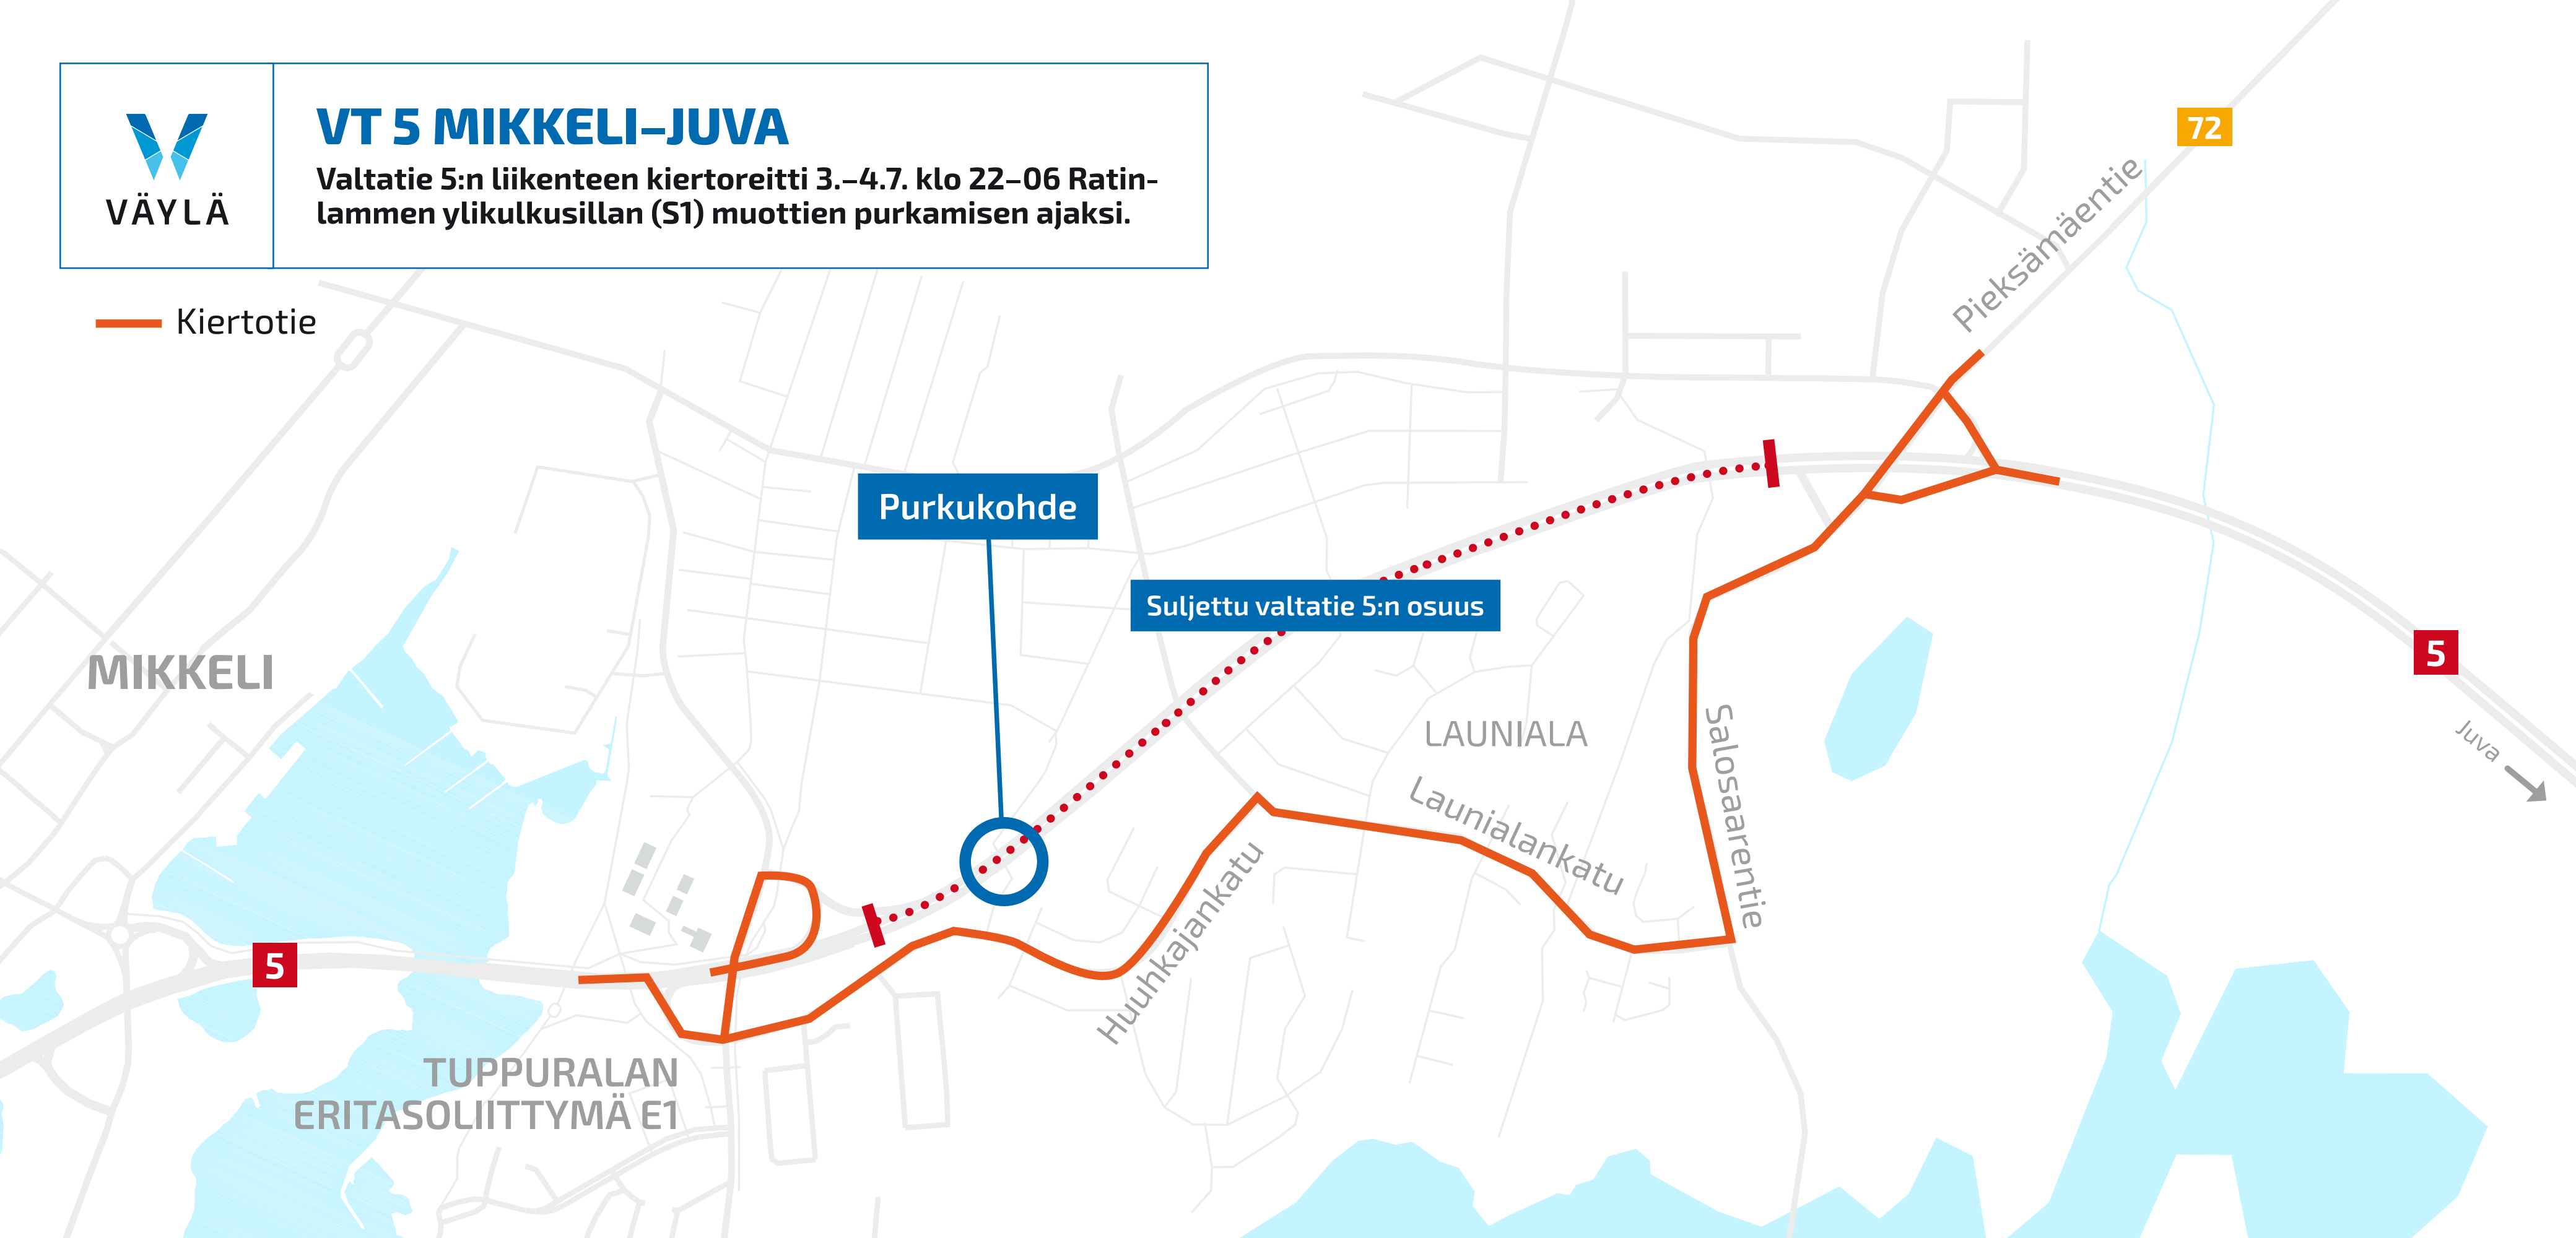 VÄYLÄ
VT 5 MIKKELI–JUVA
Valtatie 5:n liikenteen kiertoreitti 3.–4.7. klo 22–06 Ratin-
lammen ylikulkusillan (S1) muottien purkamisen ajaksi.
Kiertotie
72
Pieksämäentie
Purkukohde
Suljettu valtatie 5:n osuus
MIKKELI
5
Juva
LAUNIALA
Launialankatu
Salosaarentie
Huuhkajankatu
5
TUPPURALAN
ERITASOLIITTYMÄ E1